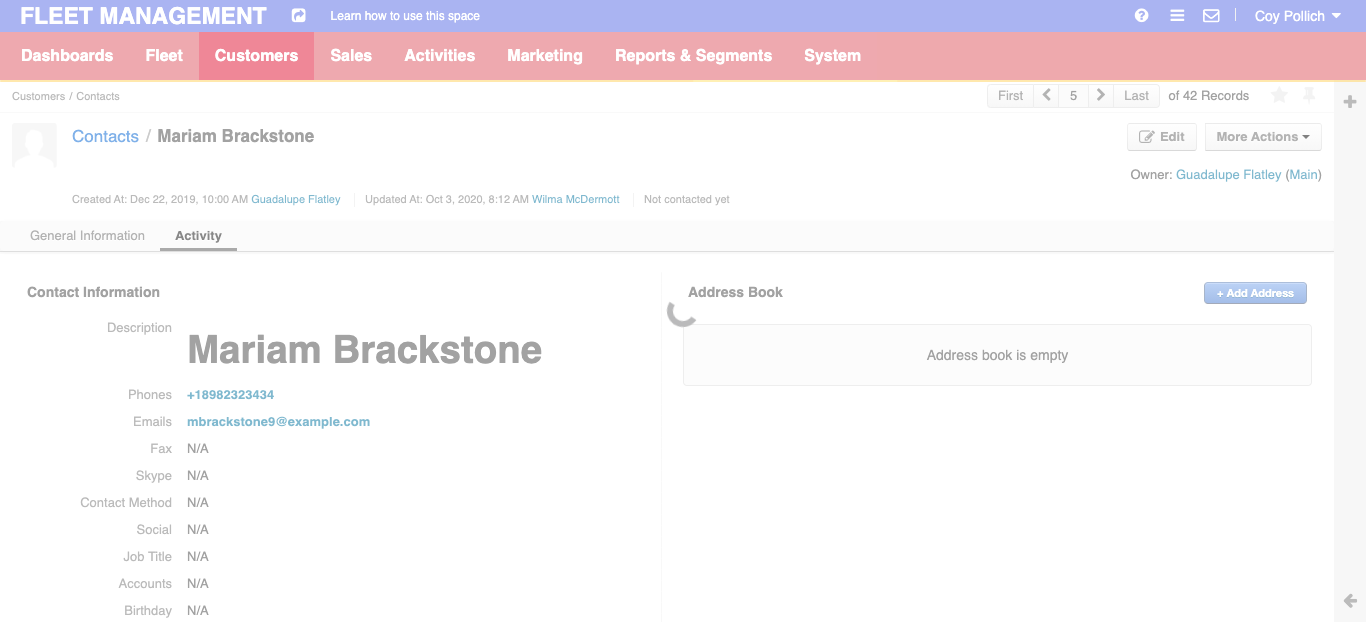 FLEET MANAGEMENT Learn how to use this space Coy Pollich
Dashboards Fleet Customers Sales Activities Marketing Reports & Segments System
Customers / Contacts First 5 Last of 42 Records
Contacts / Mariam Brackstone Edit More Actions
Owner: Guadalupe Flatley (Main)
Created At: Dec 22, 2019, 10:00 AM Guadalupe Flatley Updated At: Oct 3, 2020, 8:12 AM Wilma McDermott Not contacted yet
General Information Activity
Contact Information
Description Mariam Brackstone
Phones +18982323434
Emails mbrackstone9@example.com
Fax N/A
Skype N/A
Contact Method N/A
Social N/A
Job Title N/A
Accounts N/A
Birthday N/A
Address Book + Add Address
Address book is empty